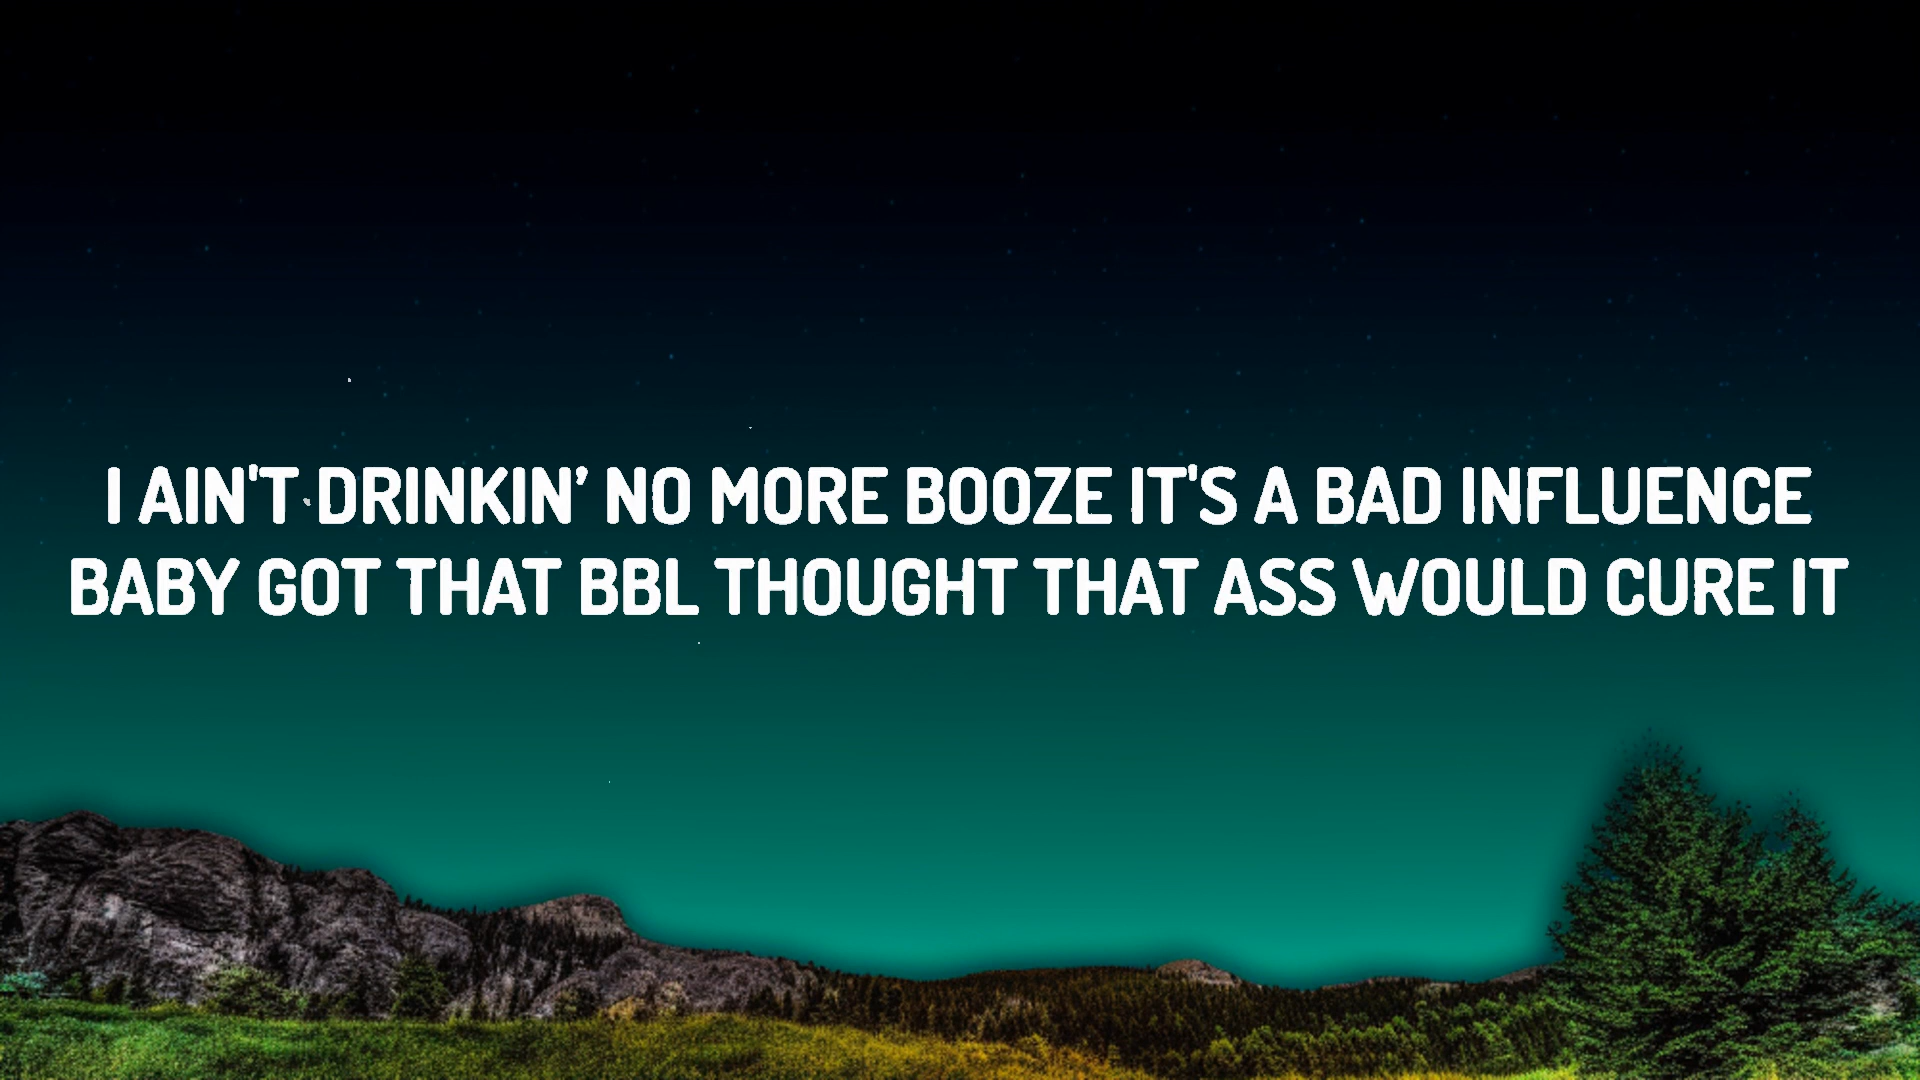 I AIN'T DRINKIN’ NO MORE BOOZE IT'S A BAD INFLUENCE
BABY GOT THAT BBL THOUGHT THAT ASS WOULD CURE IT